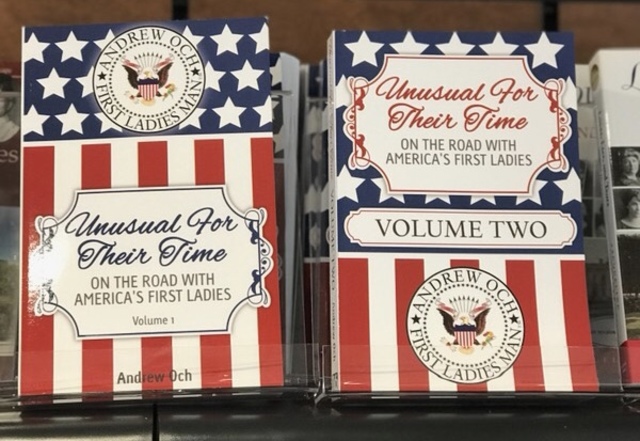 ANDREW OCH
FIRST LADIES MAN
Unusual For
Their Time
ON THE ROAD WITH
AMERICA'S FIRST LADIES
Volume 1
Andrew Och
Unusual For
Their Time
ON THE ROAD WITH
AMERICA'S FIRST LADIES
VOLUME TWO
ANDREW OCH
FIRST LADIES MAN